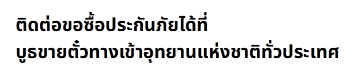 ติดต่อขอซื้อประกันภัยได้ที่
บูธขายตั๋วทางเข้าอุทยานแห่งชาติทั่วประเทศ